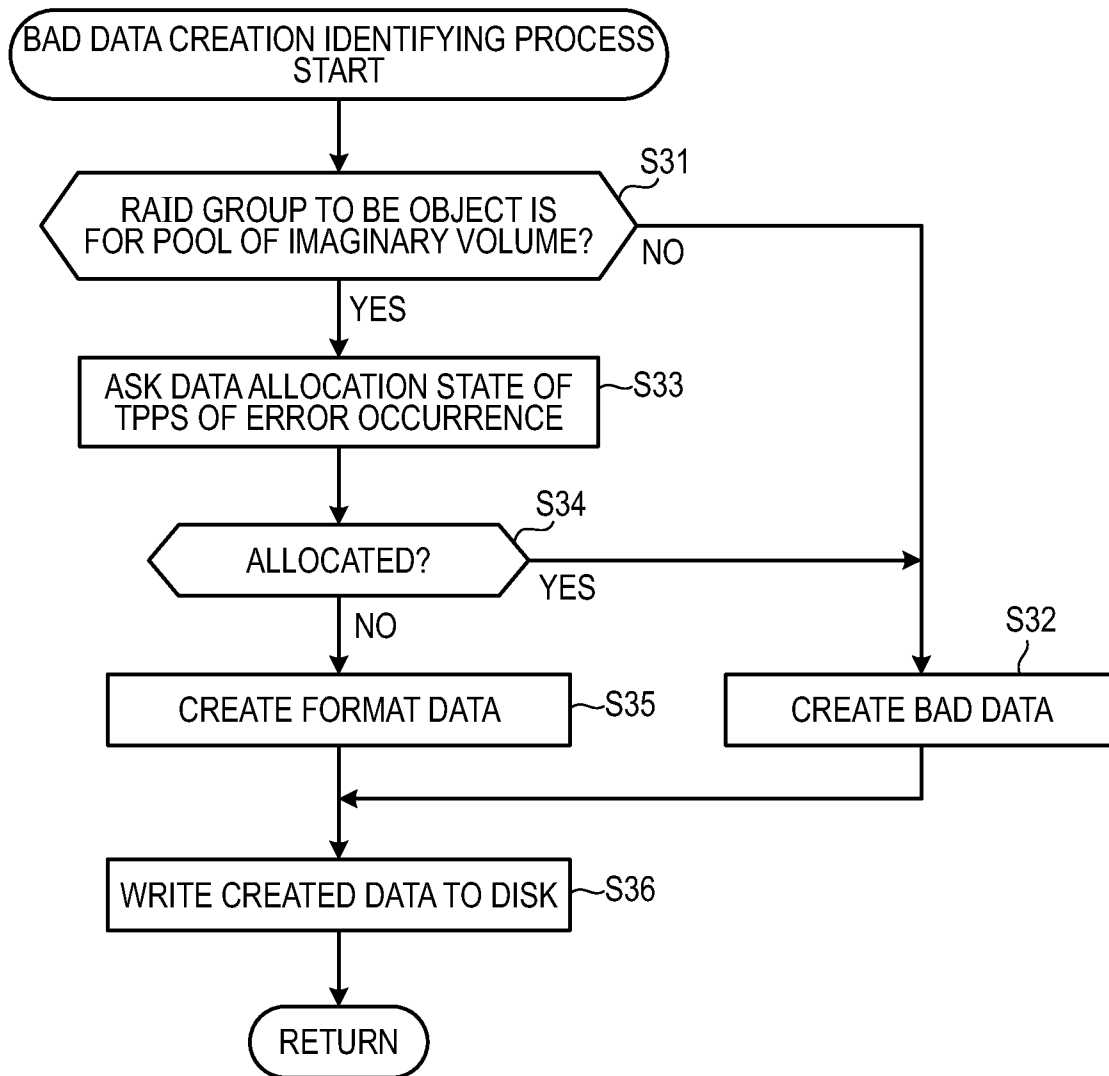 BAD DATA CREATION IDENTIFYING PROCESS
START
S31
RAID GROUP TO BE OBJECT IS
FOR POOL OF IMAGINARY VOLUME?
NO
YES
ASK DATA ALLOCATION STATE OF
TPPS OF ERROR OCCURRENCE
S33
S34
ALLOCATED?
YES
NO
S32
CREATE FORMAT DATA
S35
CREATE BAD DATA
WRITE CREATED DATA TO DISK
S36
RETURN